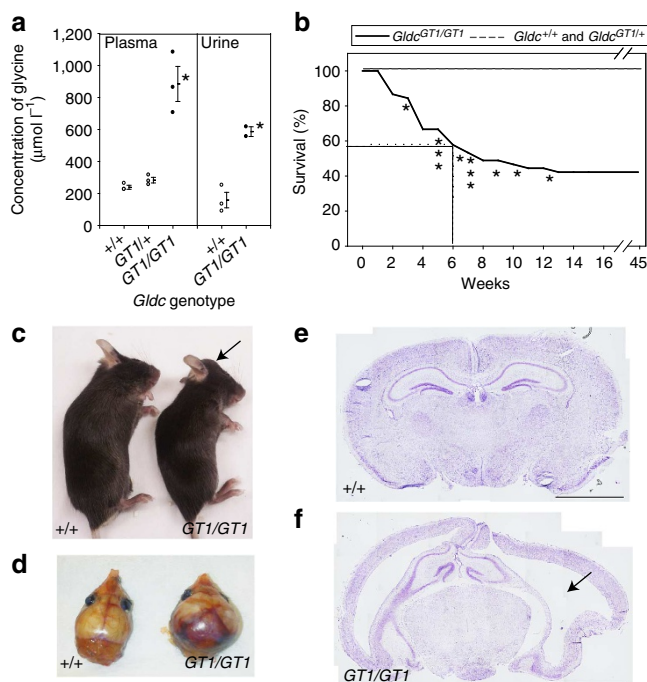 a
1,200
1,000
800
600
400
200
0
Concentration of glycine
(μmol l⁻¹)
Plasma
Urine
*
*
+/+
GT1/+
GT1/GT1
+/+
GT1/GT1
Gldc genotype
b
Gldc^GT1/GT1
Gldc^+/+ and Gldc^GT1/+
100
80
60
40
20
0
Survival (%)
*
*
*
*
*
*
*
*
*
*
*
0 2 4 6 8 10 12 14 16 45
Weeks
c
+/+
GT1/GT1
d
+/+
GT1/GT1
e
+/+
f
GT1/GT1